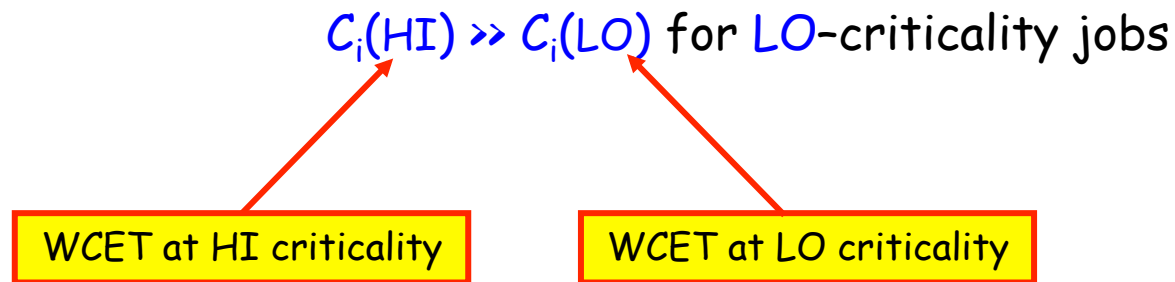 Cᵢ(HI) >> Cᵢ(LO) for LO-criticality jobs
WCET at HI criticality
WCET at LO criticality